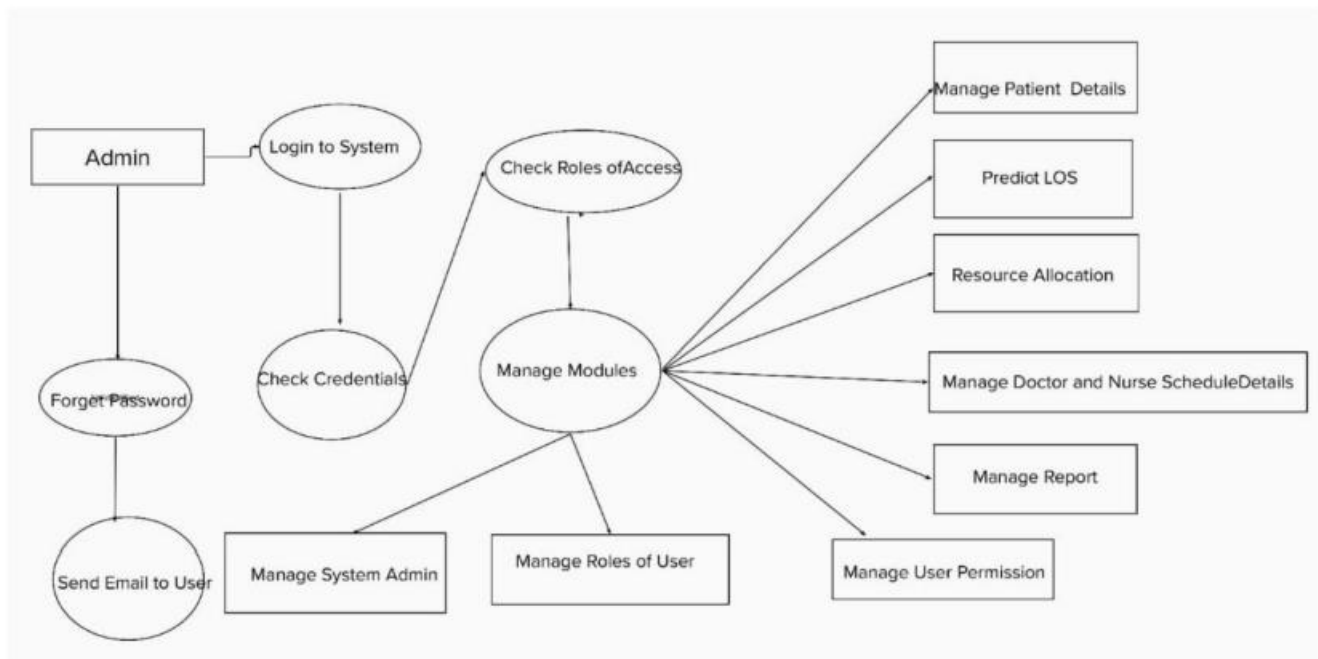 Manage Patient Details
Admin
Login to System
Check Roles ofAccess
Predict LOS
Resource Allocation
Check Credentials
Manage Modules
Manage Doctor and Nurse ScheduleDetails
Forget Password
Manage Report
Send Email to User
Manage System Admin
Manage Roles of User
Manage User Permission